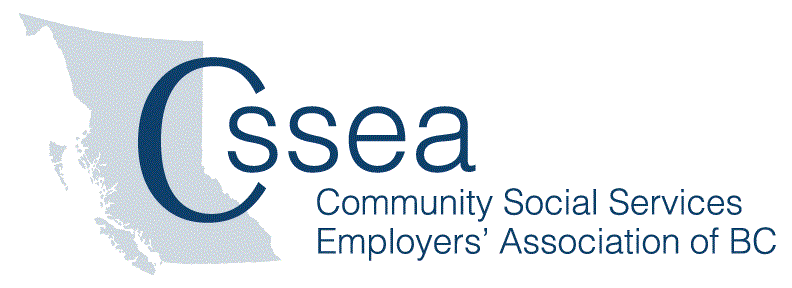 Cssea
Community Social Services
Employers’ Association of BC